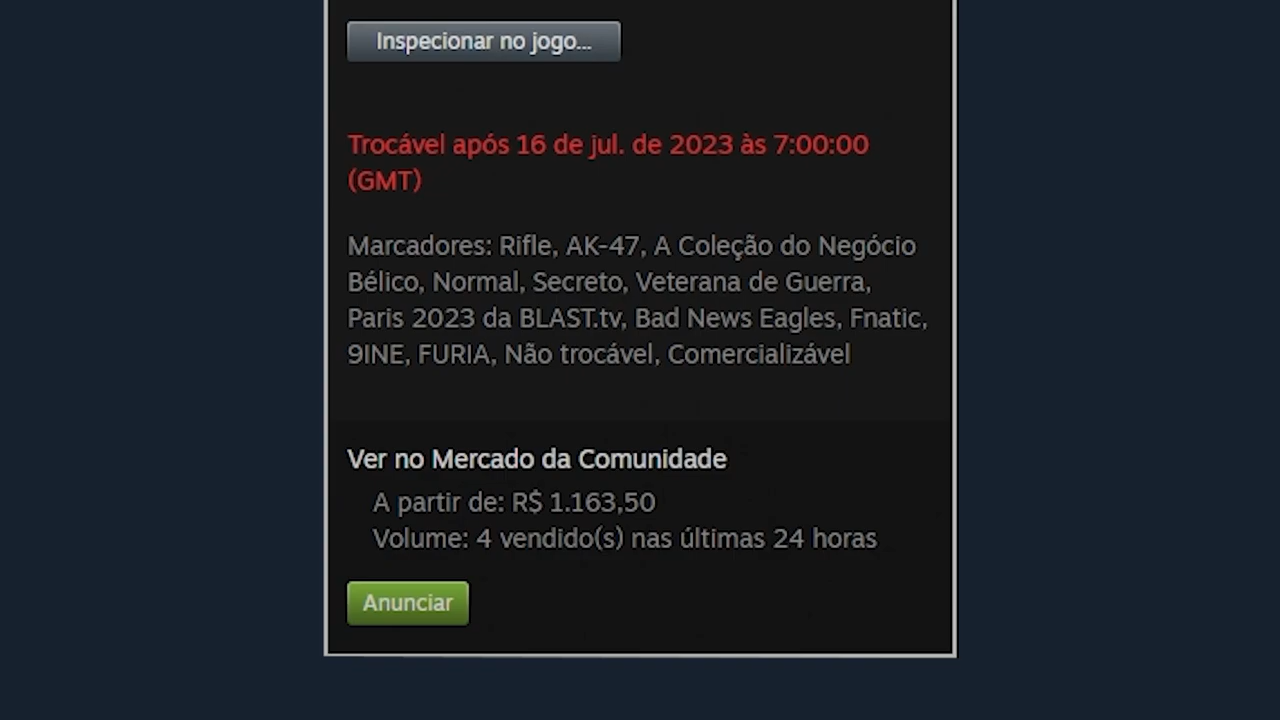 Inspecionar no jogo...
Trocável após 16 de jul. de 2023 às 7:00:00
(GMT)
Marcadores: Rifle, AK-47, A Coleção do Negócio
Bélico, Normal, Secreto, Veterana de Guerra,
Paris 2023 da BLAST.tv, Bad News Eagles, Fnatic,
9INE, FURIA, Não trocável, Comercializável
Ver no Mercado da Comunidade
A partir de: R$ 1.163,50
Volume: 4 vendido(s) nas últimas 24 horas
Anunciar